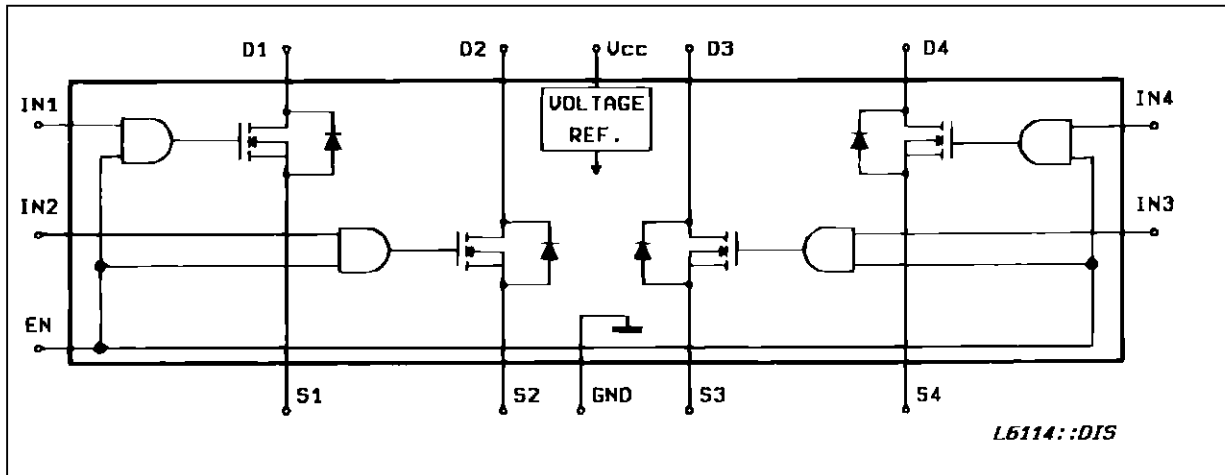 D1
D2
Vcc
D3
D4
IN1
VOLTAGE
REF.
IN4
IN2
IN3
EN
S1
S2
GND
S3
S4
L6114::DIS